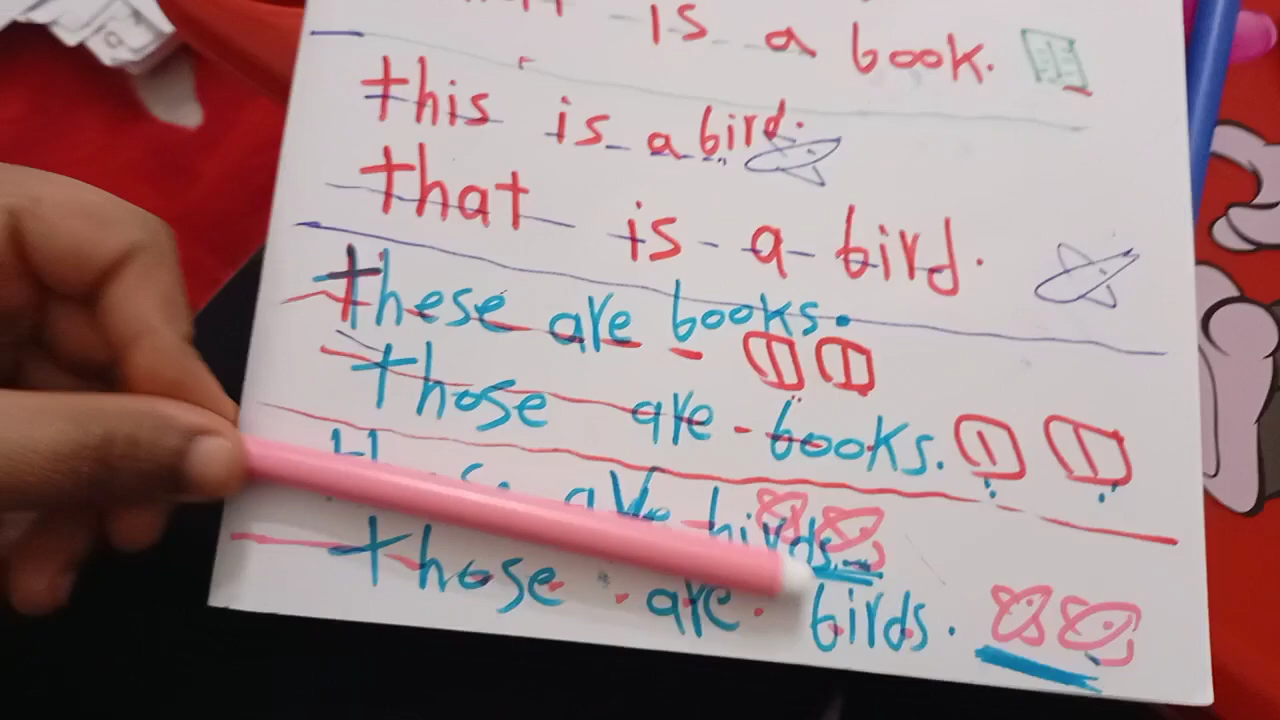 is a book.
this is a bird.
that is a bird.
these are books.
those are books.
are birds.
those are birds.